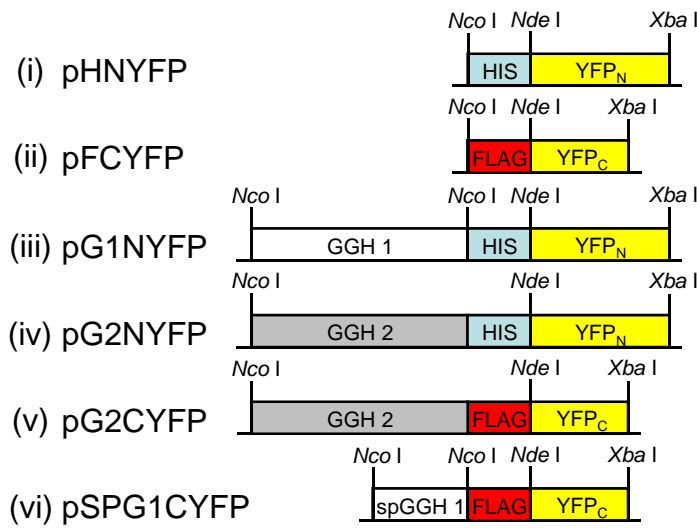 Nco I Nde I Xba I
(i) pHNYFP HIS YFPN
Nco I Nde I Xba I
(ii) pFCYFP FLAG YFPC
Nco I Nco I Nde I Xba I
(iii) pG1NYFP GGH 1 HIS YFPN
Nde I Xba I
(iv) pG2NYFP GGH 2 HIS YFPN
Nco I Nde I Xba I
(v) pG2CYFP GGH 2 FLAG YFPC
Nco I Nco I Nde I Xba I
(vi) pSPG1CYFP spGGH 1 FLAG YFPC